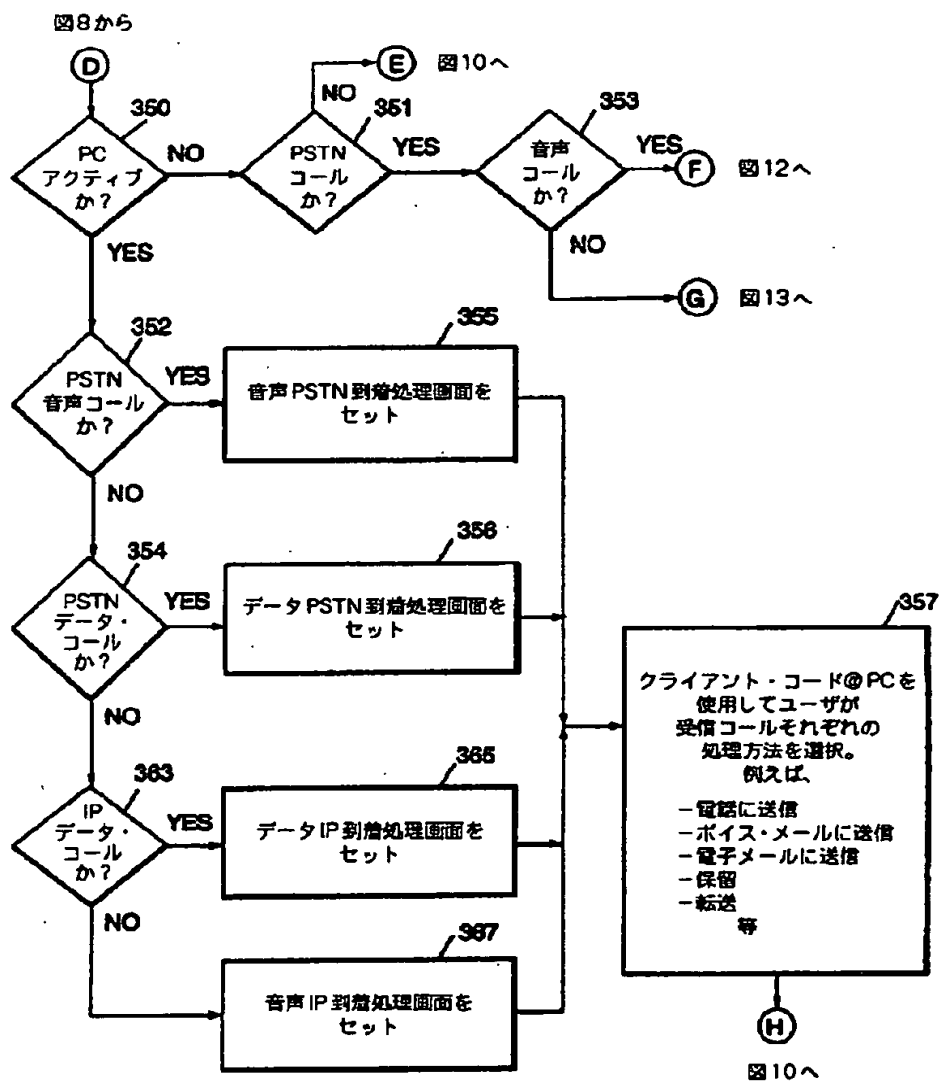 図8から
D
350
PC
アクティブ
か?
NO
YES
351
PSTN
コール
か?
NO
E
図10へ
YES
353
音声
コール
か?
YES
F
図12へ
NO
G
図13へ
352
PSTN
音声コール
か?
YES
NO
355
音声PSTN到着処理画面を
セット
354
PSTN
データ・
コール
か?
YES
NO
356
データPSTN到着処理画面を
セット
363
IP
データ・
コール
か?
YES
NO
365
データIP到着処理画面を
セット
367
音声IP到着処理画面を
セット
357
クライアント・コード@PCを
使用してユーザが
受信コールそれぞれの
処理方法を選択。
例えば、
-電話に送信
-ボイス・メールに送信
-電子メールに送信
-保留
-転送
等
H
図10へ